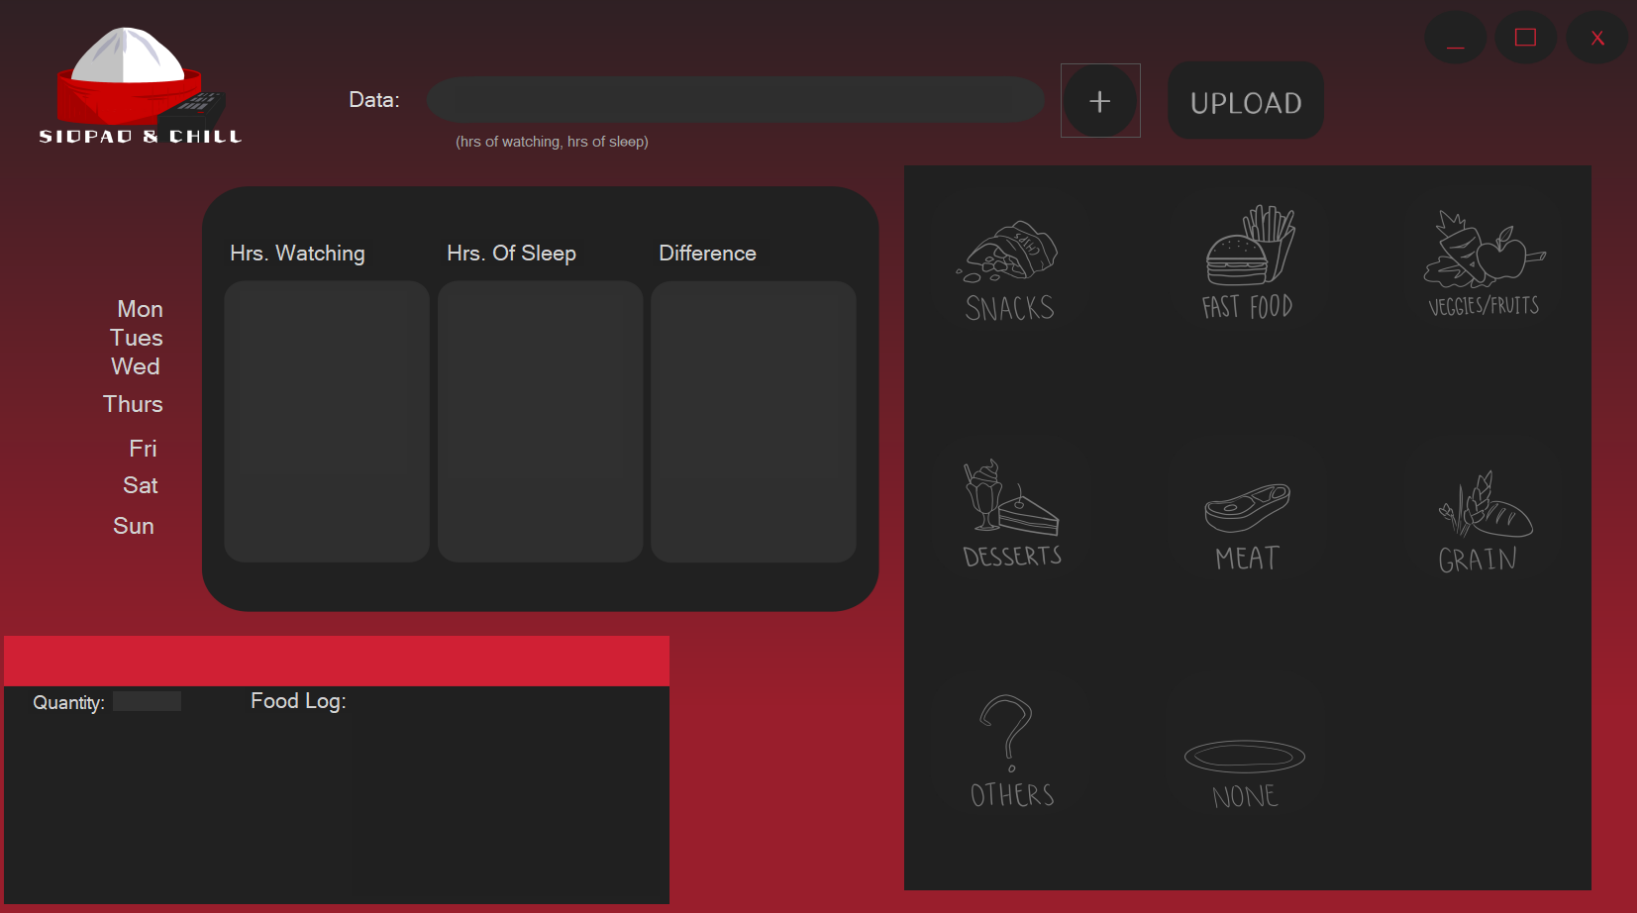 _ □ X
SIOPAO & CHILL
Data:
+
UPLOAD
(hrs of watching, hrs of sleep)
Hrs. Watching Hrs. Of Sleep Difference
Mon
Tues
Wed
Thurs
Fri
Sat
Sun
CHIPS
SNACKS
FAST FOOD
VEGGIES/FRUITS
DESSERTS
MEAT
GRAIN
OTHERS
NONE
Quantity:
Food Log: